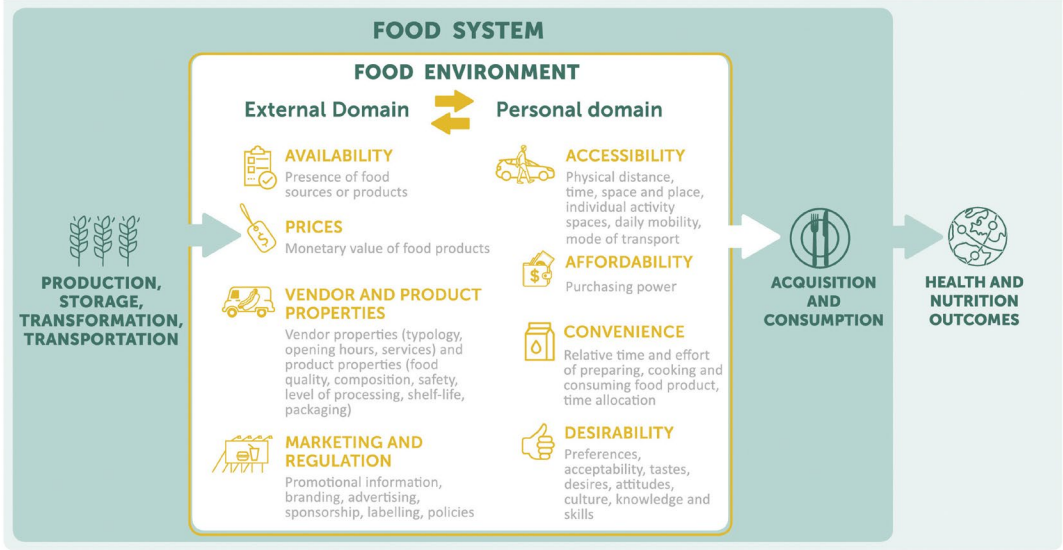 FOOD SYSTEM
FOOD ENVIRONMENT
External Domain
Personal domain
PRODUCTION,
STORAGE,
TRANSFORMATION,
TRANSPORTATION
AVAILABILITY
Presence of food
sources or products
PRICES
Monetary value of food products
VENDOR AND PRODUCT
PROPERTIES
Vendor properties (typology,
opening hours, services) and
product properties (food
quality, composition, safety,
level of processing, shelf-life,
packaging)
MARKETING AND
REGULATION
Promotional information,
branding, advertising,
sponsorship, labelling, policies
ACCESSIBILITY
Physical distance,
time, space and place,
individual activity
spaces, daily mobility,
mode of transport
AFFORDABILITY
Purchasing power
CONVENIENCE
Relative time and effort
of preparing, cooking and
consuming food product,
time allocation
DESIRABILITY
Preferences,
acceptability, tastes,
desires, attitudes,
culture, knowledge and
skills
ACQUISITION
AND
CONSUMPTION
HEALTH AND
NUTRITION
OUTCOMES